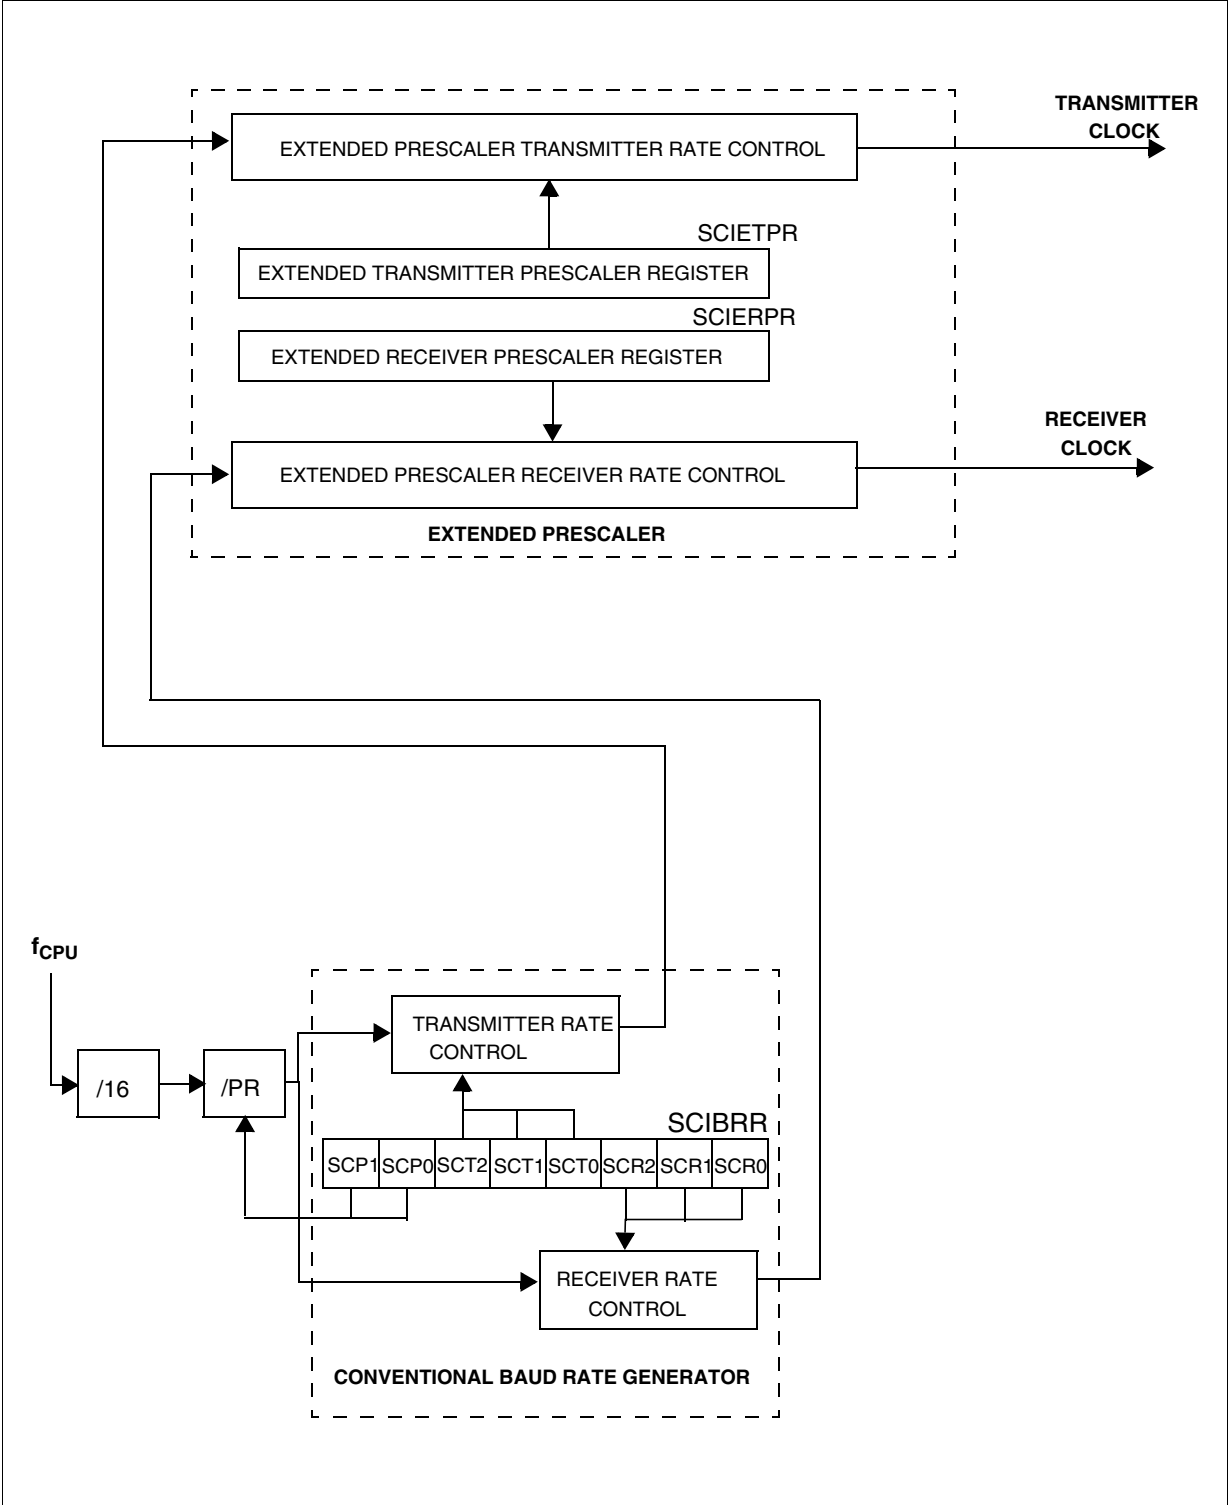 TRANSMITTER
CLOCK
EXTENDED PRESCALER TRANSMITTER RATE CONTROL
SCIETPR
EXTENDED TRANSMITTER PRESCALER REGISTER
SCIERPR
EXTENDED RECEIVER PRESCALER REGISTER
RECEIVER
CLOCK
EXTENDED PRESCALER RECEIVER RATE CONTROL
EXTENDED PRESCALER
fCPU
TRANSMITTER RATE
CONTROL
/16
/PR
SCIBRR
SCP1 SCP0 SCT2 SCT1 SCT0 SCR2 SCR1 SCR0
RECEIVER RATE
CONTROL
CONVENTIONAL BAUD RATE GENERATOR